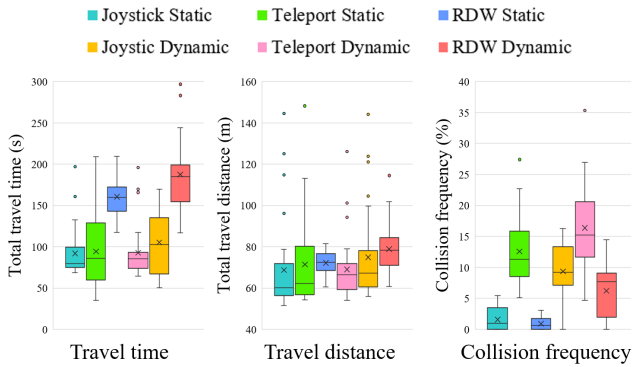 Joystick Static Teleport Static RDW Static
Joystic Dynamic Teleport Dynamic RDW Dynamic
Total travel time (s)
300
250
200
150
100
50
0
Travel time
Total travel distance (m)
160
140
120
100
80
60
40
Travel distance
Collision frequency (%)
40
35
30
25
20
15
10
5
0
Collision frequency